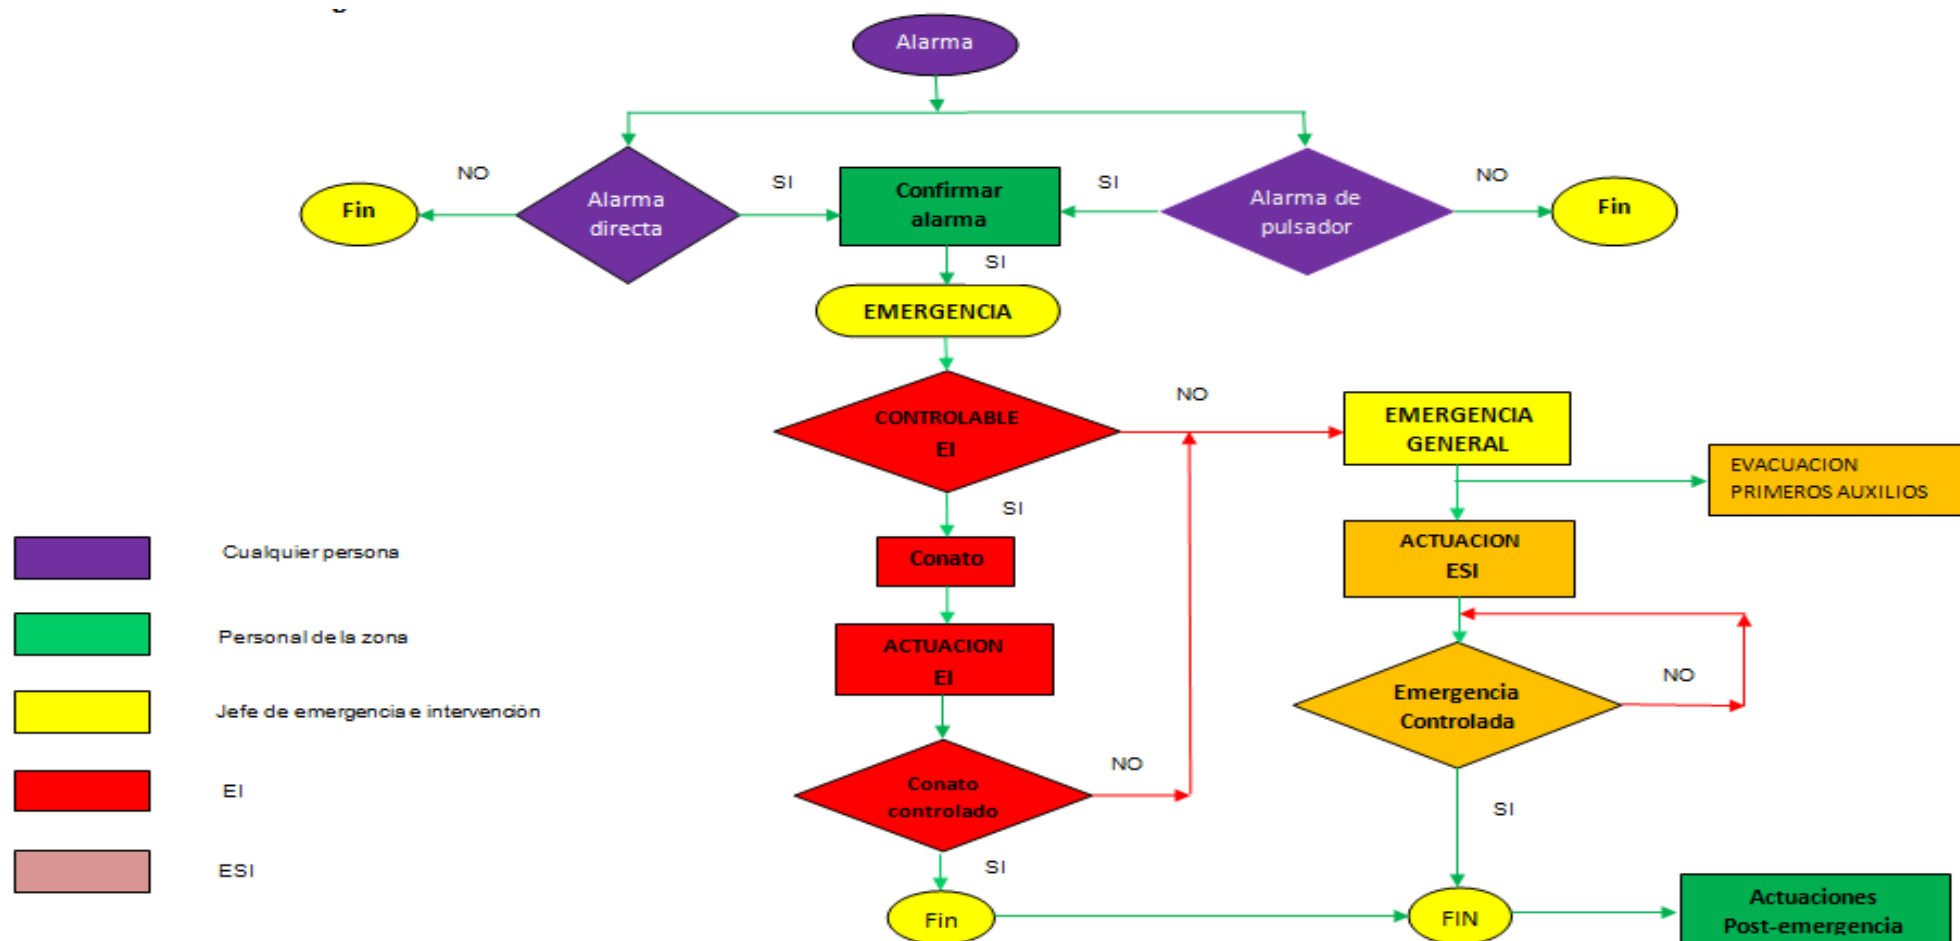 Alarma
NO
SI
SI
NO
Fin
Alarma
directa
Confirmar
alarma
Alarma de
pulsador
Fin
SI
EMERGENCIA
CONTROLABLE
EI
NO
EMERGENCIA
GENERAL
EVACUACION
PRIMEROS AUXILIOS
SI
Conato
ACTUACION
ESI
Cualquier persona
Personal de la zona
ACTUACION
EI
NO
Emergencia
Controlada
Jefe de emergencia e intervención
Conato
controlado
NO
EI
SI
SI
ESI
Fin
FIN
Actuaciones
Post-emergencia